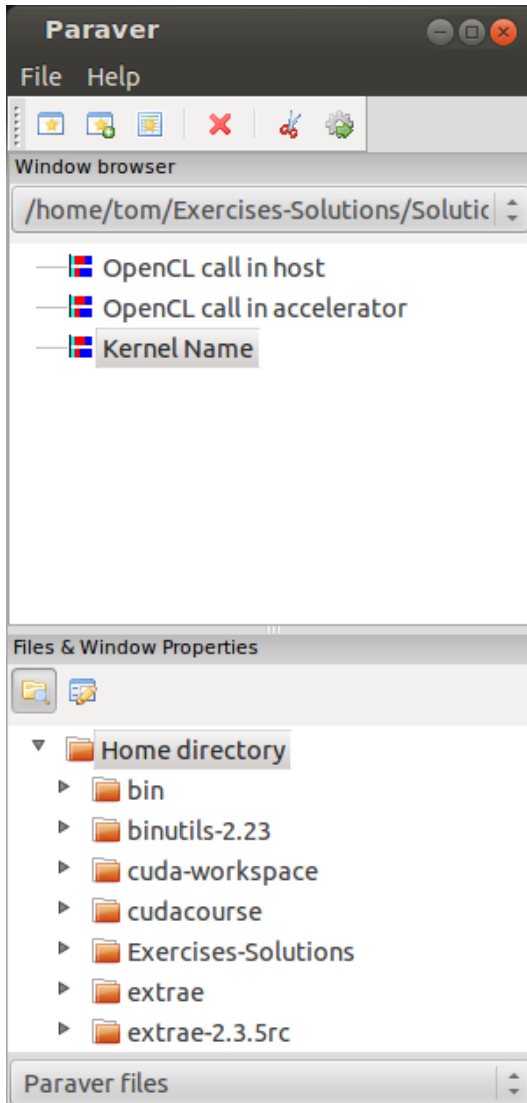 Paraver
File Help
Window browser
/home/tom/Exercises-Solutions/Solutic
OpenCL call in host
OpenCL call in accelerator
Kernel Name
Files & Window Properties
Home directory
bin
binutils-2.23
cuda-workspace
cudacourse
Exercises-Solutions
extrae
extrae-2.3.5rc
Paraver files